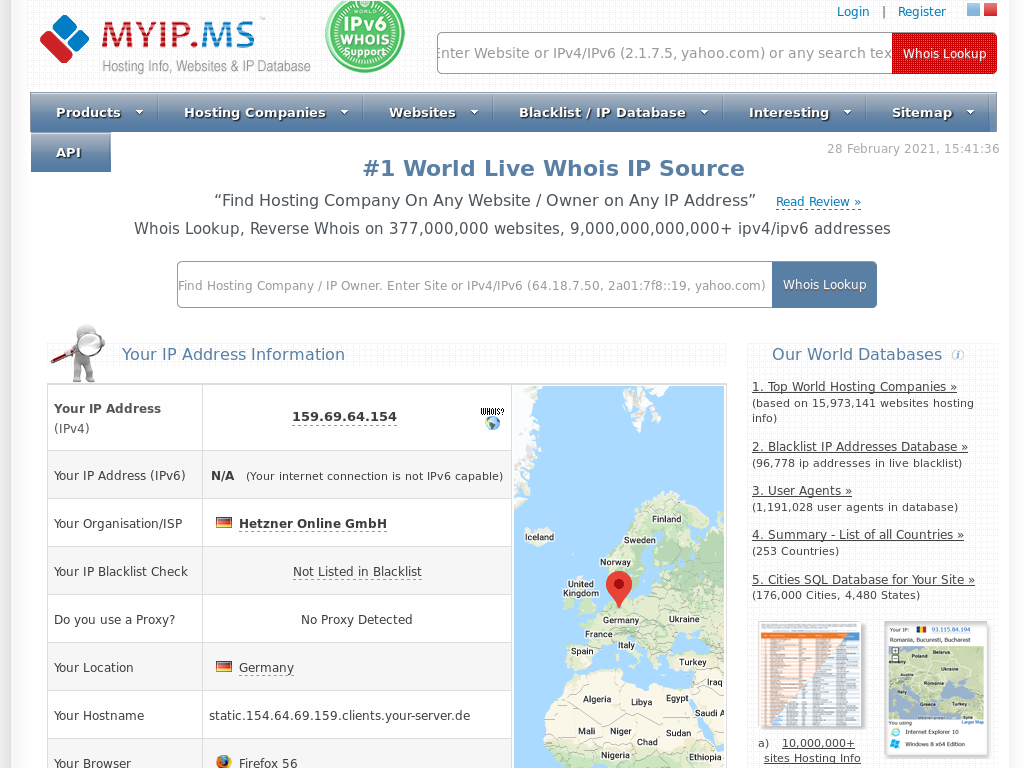 Login | Register
MYIP.MS
Hosting Info, Websites & IP Database
WORLD
IPv6
WHOIS
Support
Enter Website or IPv4/IPv6 (2.1.7.5, yahoo.com) or any search tex
Whois Lookup
Products
Hosting Companies
Websites
Blacklist / IP Database
Interesting
Sitemap
API
28 February 2021, 15:41:36
#1 World Live Whois IP Source
“Find Hosting Company On Any Website / Owner on Any IP Address” Read Review »
Whois Lookup, Reverse Whois on 377,000,000 websites, 9,000,000,000,000+ ipv4/ipv6 addresses
Find Hosting Company / IP Owner. Enter Site or IPv4/IPv6 (64.18.7.50, 2a01:7f8::19, yahoo.com)
Whois Lookup
Your IP Address Information
Your IP Address
(IPv4)
159.69.64.154
WHOIS?
Your IP Address (IPv6)
N/A (Your internet connection is not IPv6 capable)
Your Organisation/ISP
Hetzner Online GmbH
Your IP Blacklist Check
Not Listed in Blacklist
Do you use a Proxy?
No Proxy Detected
Your Location
Germany
Your Hostname
static.154.64.69.159.clients.your-server.de
Your Browser
Firefox 56
Iceland
Finland
Sweden
Norway
United
Kingdom
Germany
Ukraine
France
Italy
Spain
Turkey
Iraq
Algeria
Libya
Egypt
Saudi A
Mali
Niger
Chad
Sudan
Nigeria
Ethiopia
Our World Databases
1. Top World Hosting Companies »
(based on 15,973,141 websites hosting
info)
2. Blacklist IP Addresses Database »
(96,778 ip addresses in live blacklist)
3. User Agents »
(1,191,028 user agents in database)
4. Summary - List of all Countries »
(253 Countries)
5. Cities SQL Database for Your Site »
(176,000 Cities, 4,480 States)
a) 10,000,000+
sites Hosting Info
Your IP: 93.115.84.194
Romania, Bucuresti, Bucharest
Poland
Belarus
Ukraine
Austria
Romania
Italy
Greece
Turkey
Syria
Larger Map
You using
Internet Explorer 10
Windows 8 x64 Edition